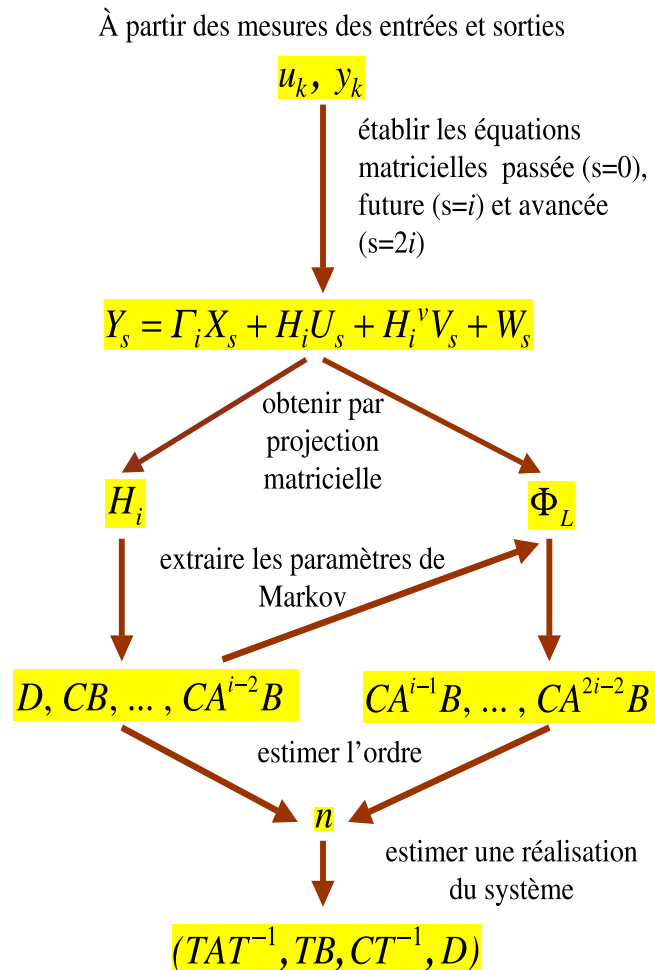 À partir des mesures des entrées et sorties
u_k, y_k
établir les équations
matricielles passée (s=0),
future (s=i) et avancée
(s=2i)
Y_s = Γ_i X_s + H_i U_s + H_i^v V_s + W_s
obtenir par
projection
matricielle
H_i
Φ_L
extraire les paramètres de
Markov
D, CB, ... , CA^{i−2}B
CA^{i−1}B, ... , CA^{2i−2}B
estimer l'ordre
n
estimer une réalisation
du système
(TAT^{−1}, TB, CT^{−1}, D)